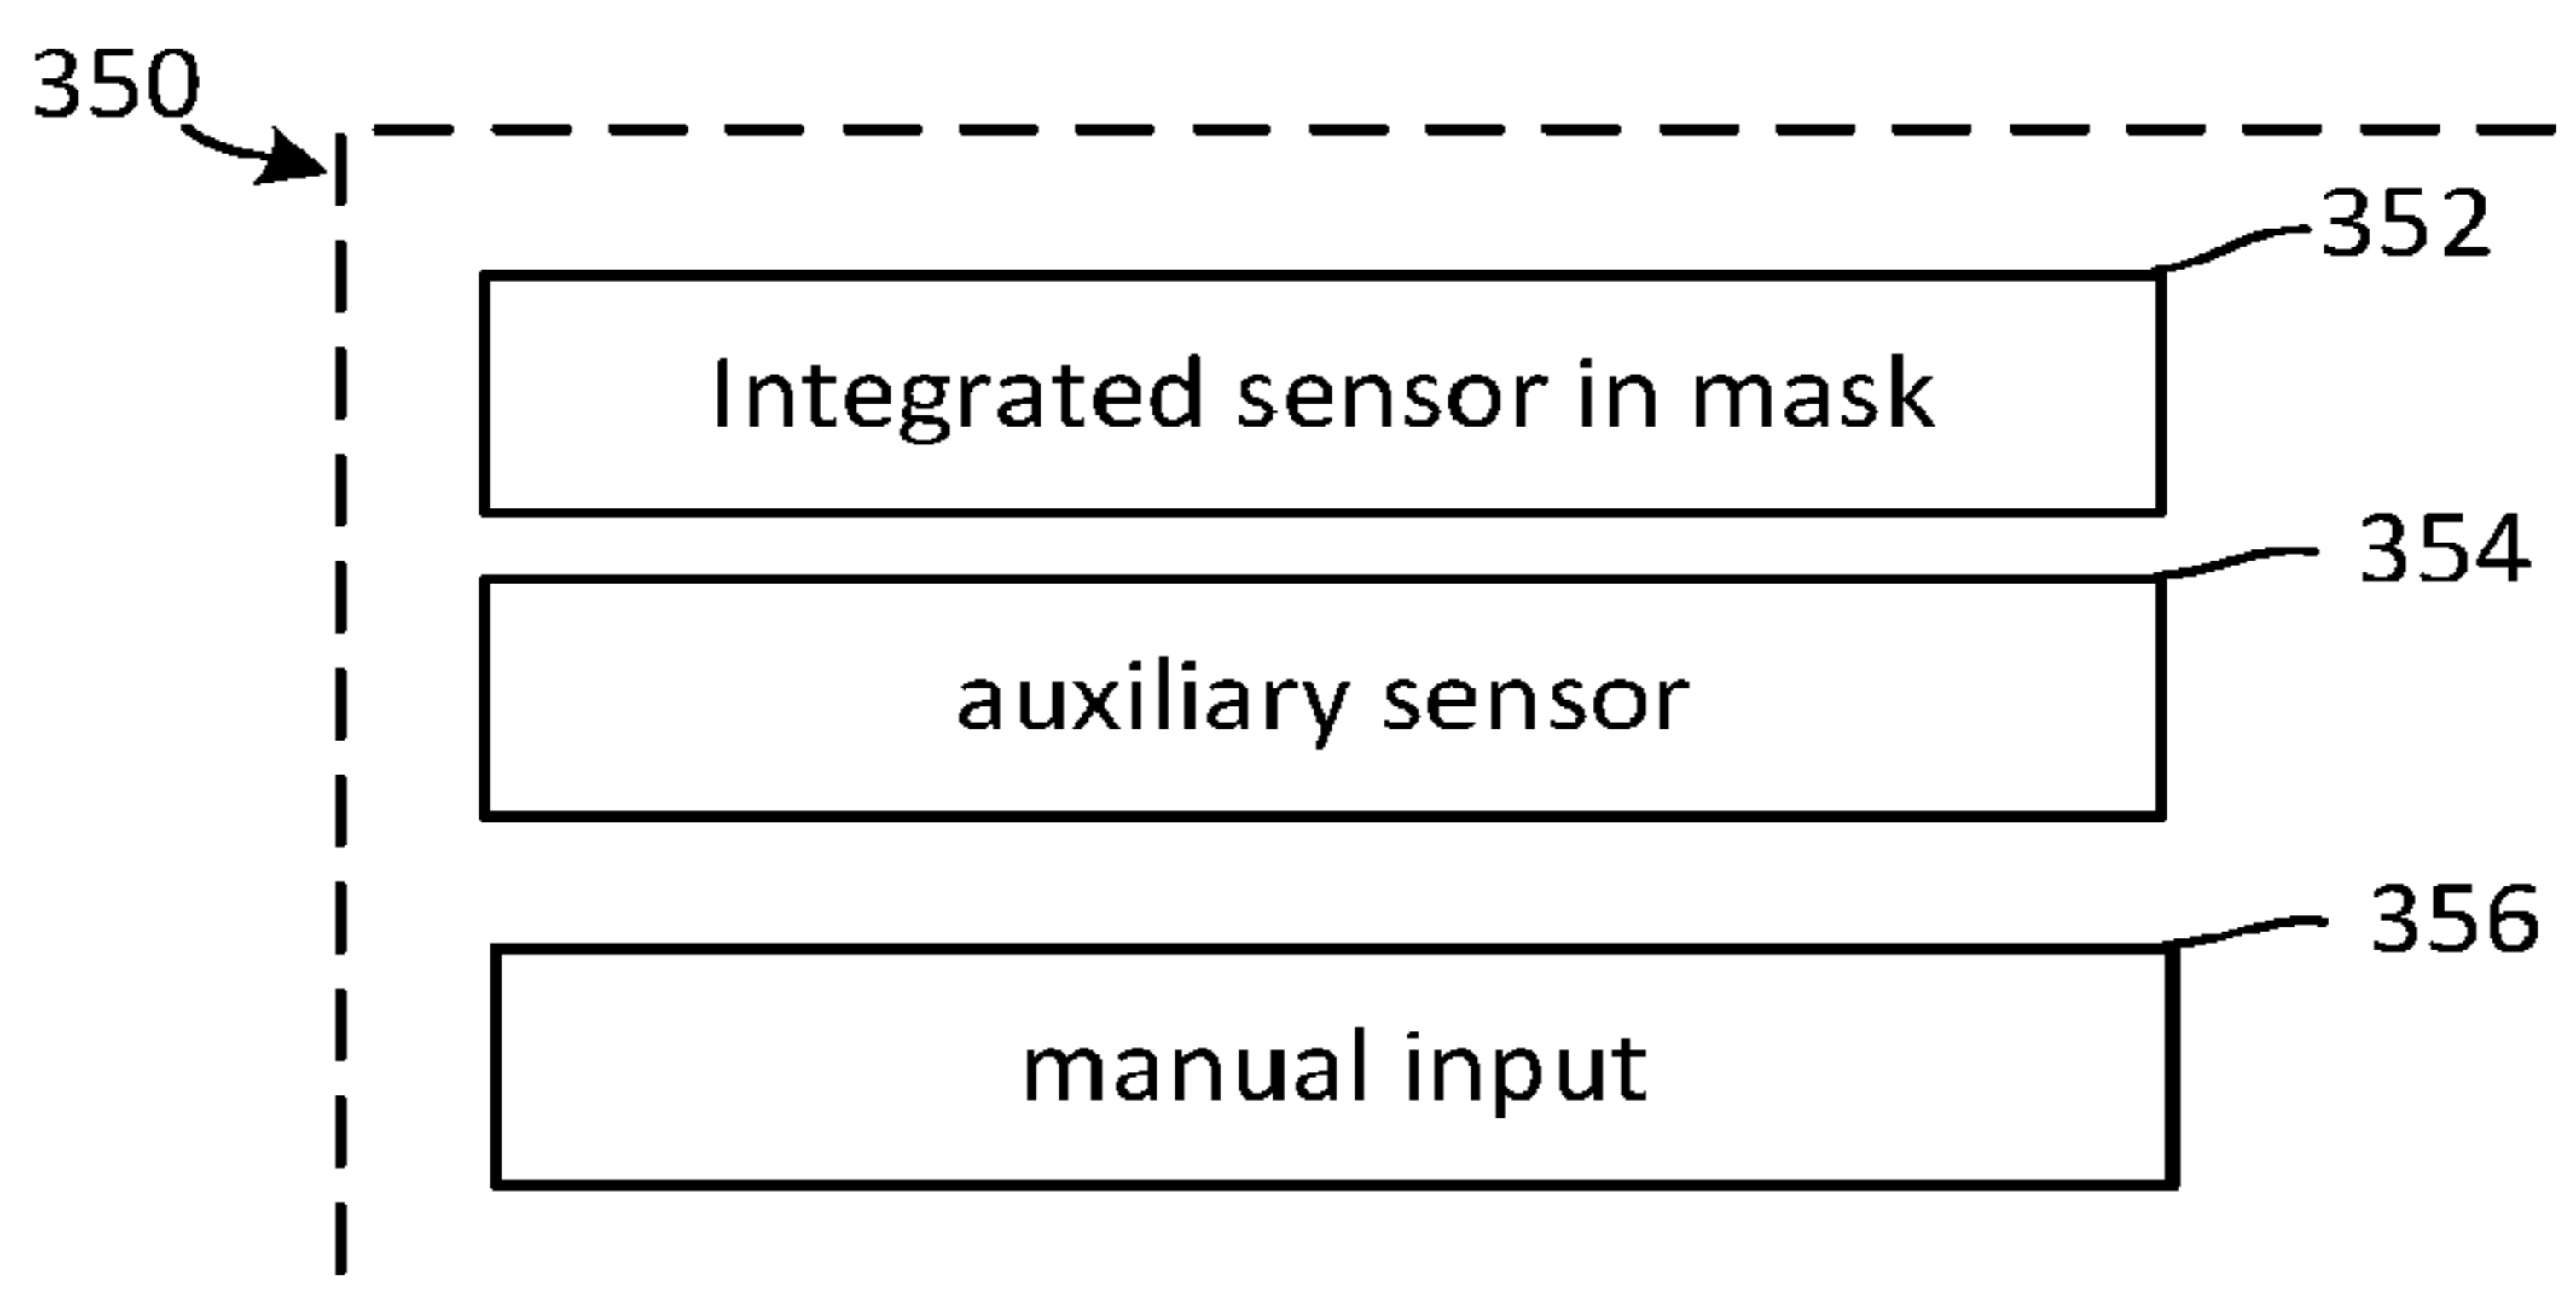 350
352
Integrated sensor in mask
354
auxiliary sensor
356
manual input